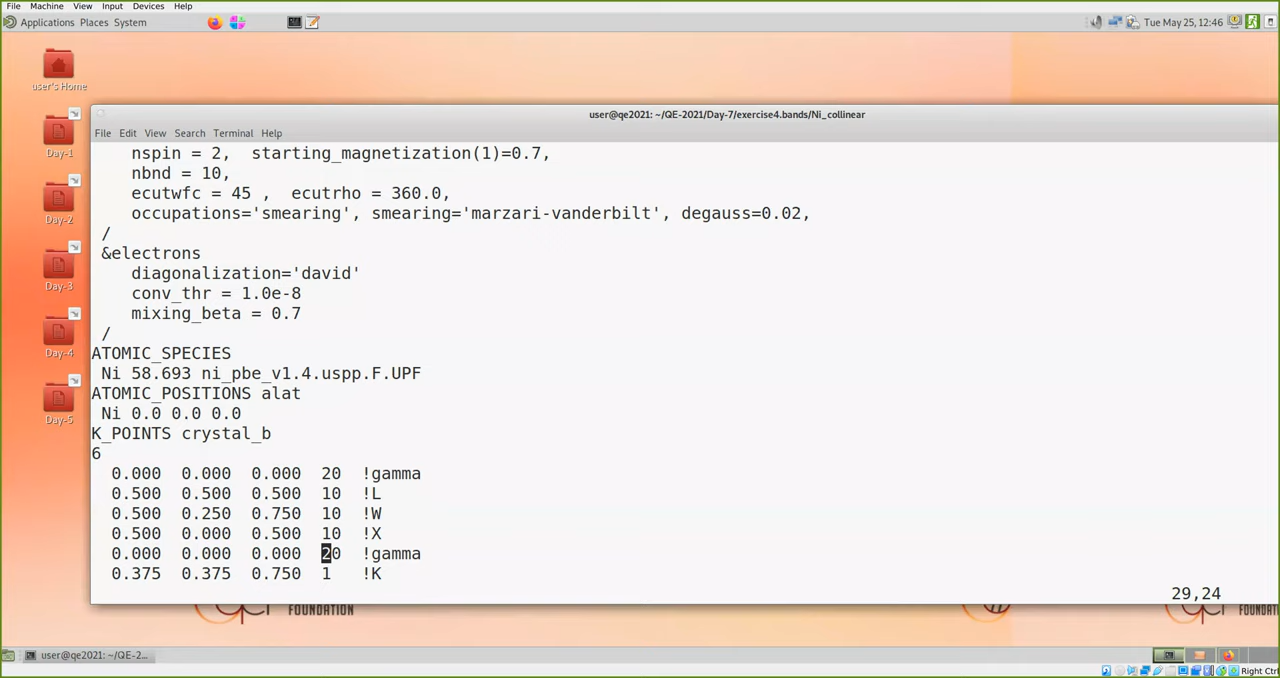 File Machine View Input Devices Help
Applications Places System
Tue May 25, 12:46
user's Home
Day-1
Day-2
Day-3
Day-4
Day-5
user@qe2021: ~/QE-2021/Day-7/exercise4.bands/Ni_collinear
File Edit View Search Terminal Help
nspin = 2, starting_magnetization(1)=0.7,
nbnd = 10,
ecutwfc = 45 , ecutrho = 360.0,
occupations='smearing', smearing='marzari-vanderbilt', degauss=0.02,
/
&electrons
diagonalization='david'
conv_thr = 1.0e-8
mixing_beta = 0.7
/
ATOMIC_SPECIES
Ni 58.693 ni_pbe_v1.4.uspp.F.UPF
ATOMIC_POSITIONS alat
Ni 0.0 0.0 0.0
K_POINTS crystal_b
6
0.000 0.000 0.000 20 !gamma
0.500 0.500 0.500 10 !L
0.500 0.250 0.750 10 !W
0.500 0.000 0.500 10 !X
0.000 0.000 0.000 20 !gamma
0.375 0.375 0.750 1 !K
29,24
FOUNDATION
user@qe2021: ~/QE-2...
Right Ctrl